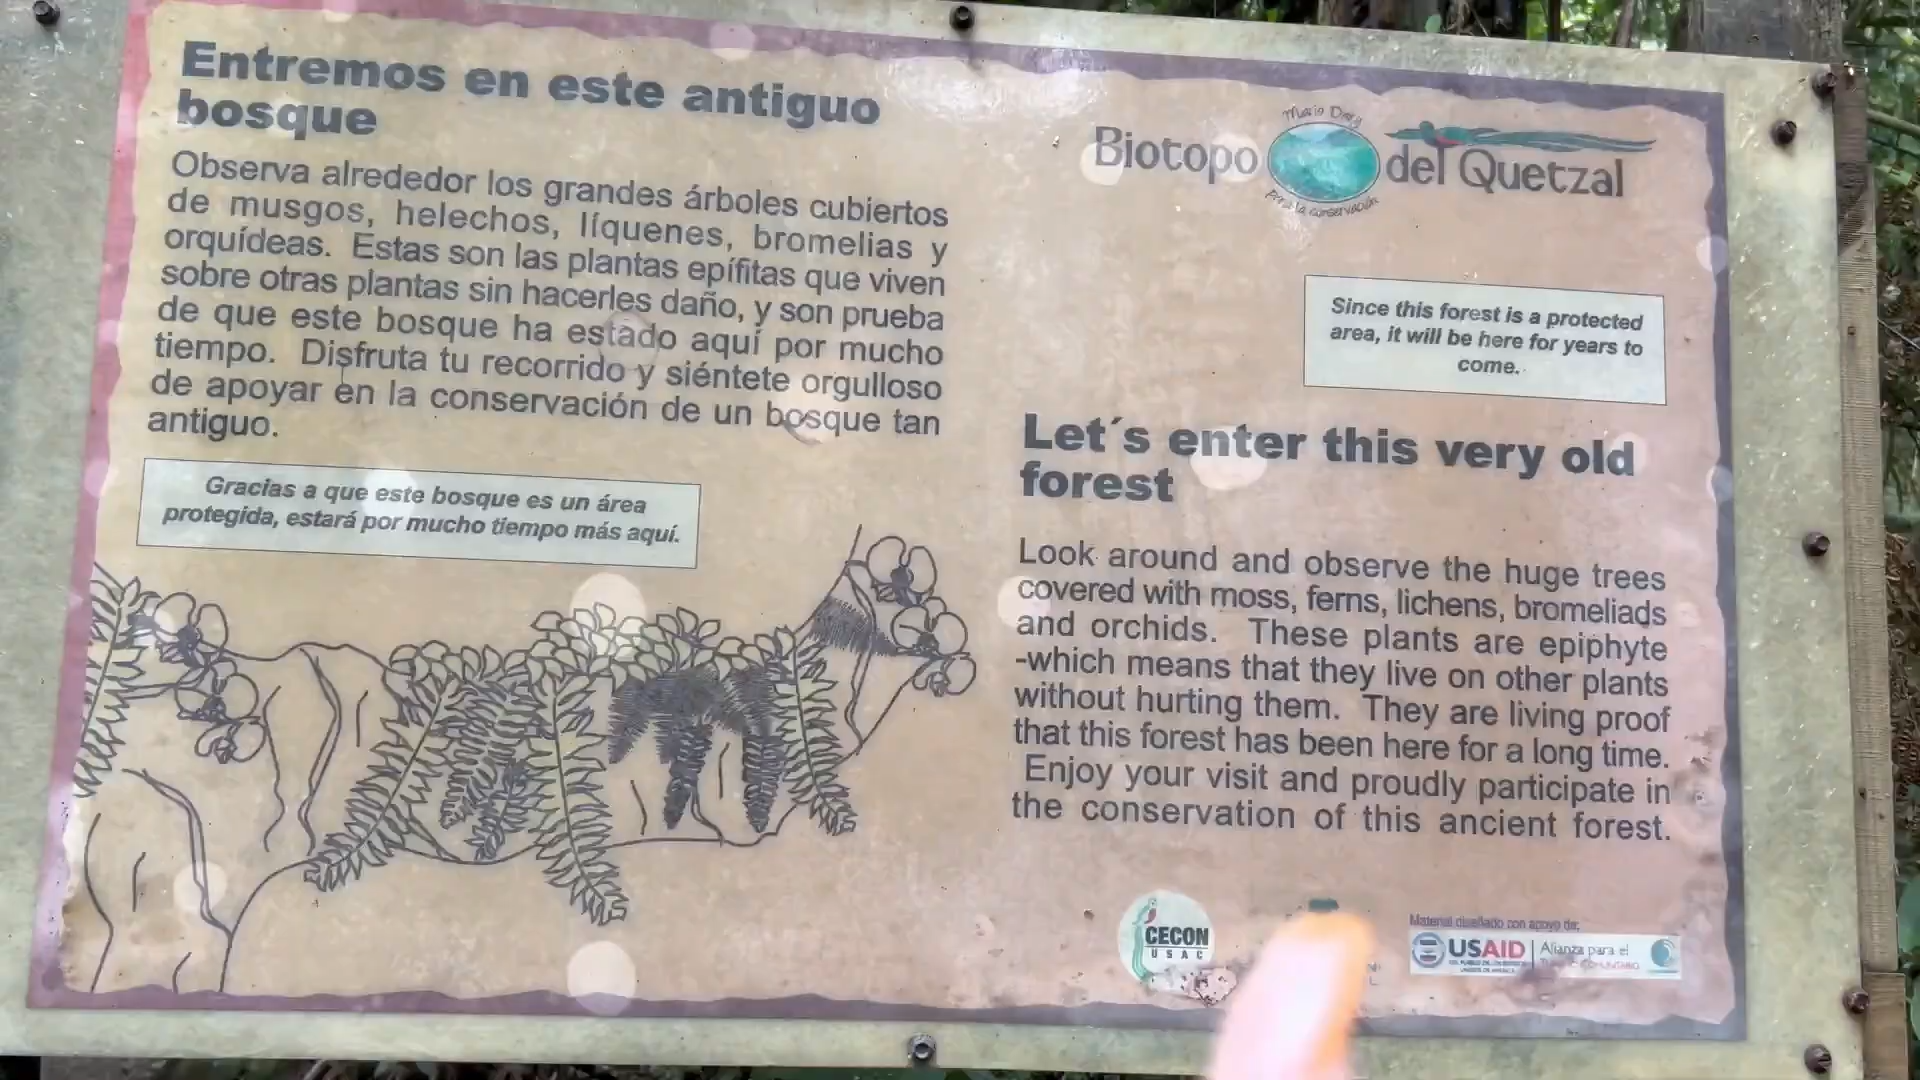 Entremos en este antiguo
bosque
Observa alrededor los grandes árboles cubiertos
de musgos, helechos, líquenes, bromelias y
orquídeas. Estas son las plantas epífitas que viven
sobre otras plantas sin hacerles daño, y son prueba
de que este bosque ha estado aquí por mucho
tiempo. Disfruta tu recorrido y siéntete orgulloso
de apoyar en la conservación de un bosque tan
antiguo.
Gracias a que este bosque es un área
protegida, estará por mucho tiempo más aquí.
Mario Dary
Biotopo del Quetzal
para la conservación
Since this forest is a protected
area, it will be here for years to
come.
Let´s enter this very old
forest
Look around and observe the huge trees
covered with moss, ferns, lichens, bromeliads
and orchids. These plants are epiphyte
-which means that they live on other plants
without hurting them. They are living proof
that this forest has been here for a long time.
Enjoy your visit and proudly participate in
the conservation of this ancient forest.
CECON
USAC
Material diseñado con apoyo de:
USAID
Alianza para el